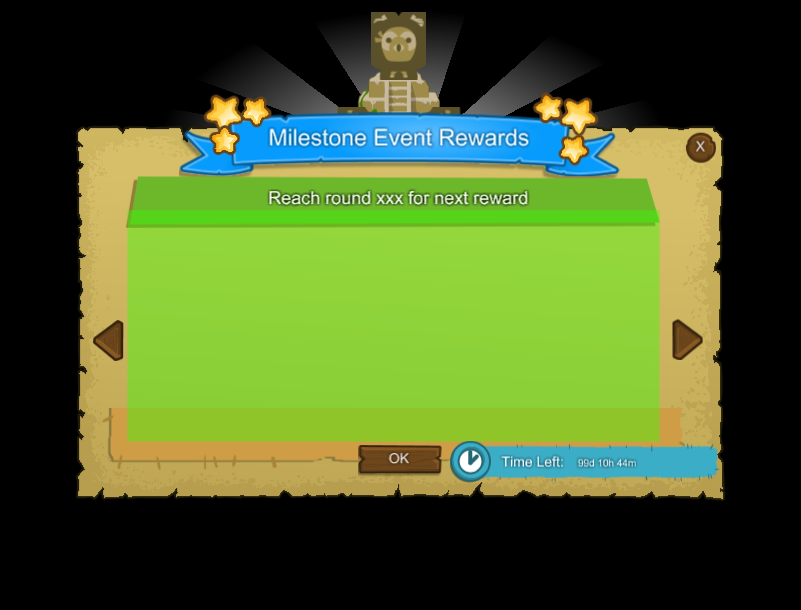 Milestone Event Rewards
X
Reach round xxx for next reward
OK
Time Left: 99d 10h 44m